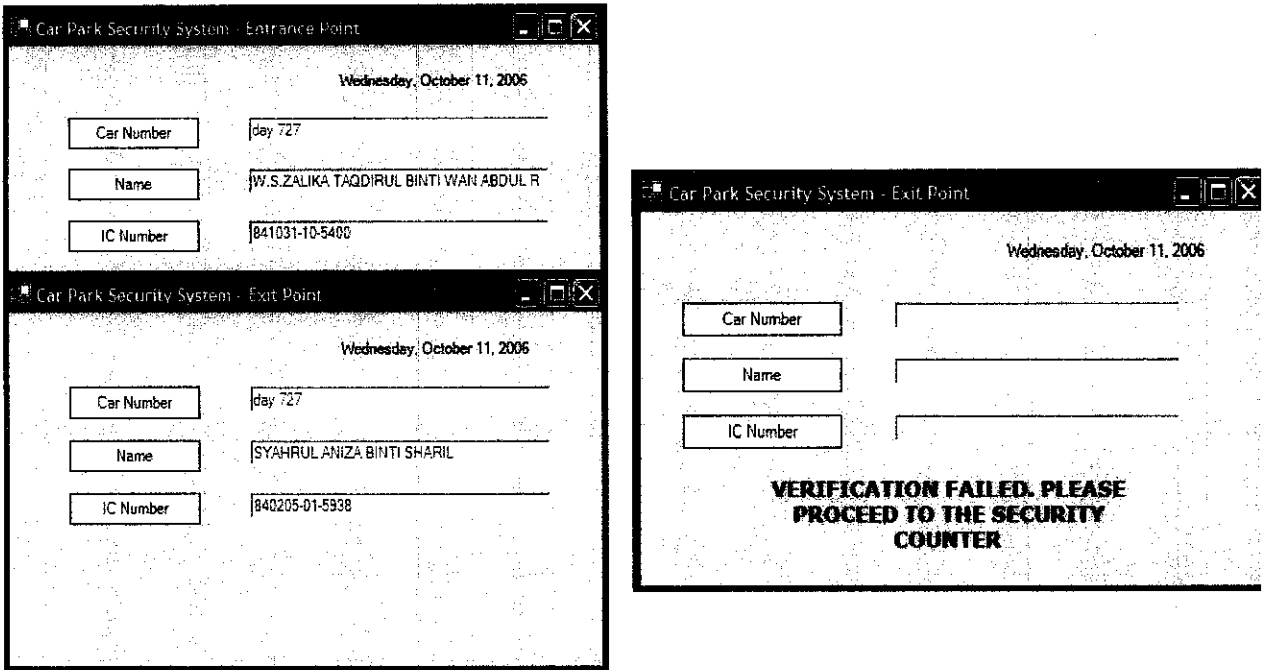 Car Park Security System - Entrance Point
Wednesday, October 11, 2006
Car Number
day 727
Name
W.S.ZALIKA TAQDIRUL BINTI WAN ABDUL R
IC Number
841031-10-5400
Car Park Security System - Exit Point
Wednesday, October 11, 2006
Car Number
day 727
Name
SYAHRUL ANIZA BINTI SHARIL
IC Number
840205-01-5938
Car Park Security System - Exit Point
Wednesday, October 11, 2006
Car Number
Name
IC Number
VERIFICATION FAILED. PLEASE
PROCEED TO THE SECURITY
COUNTER